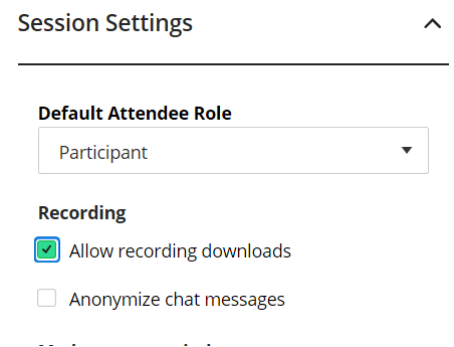 Session Settings
Default Attendee Role
Participant
Recording
Allow recording downloads
Anonymize chat messages